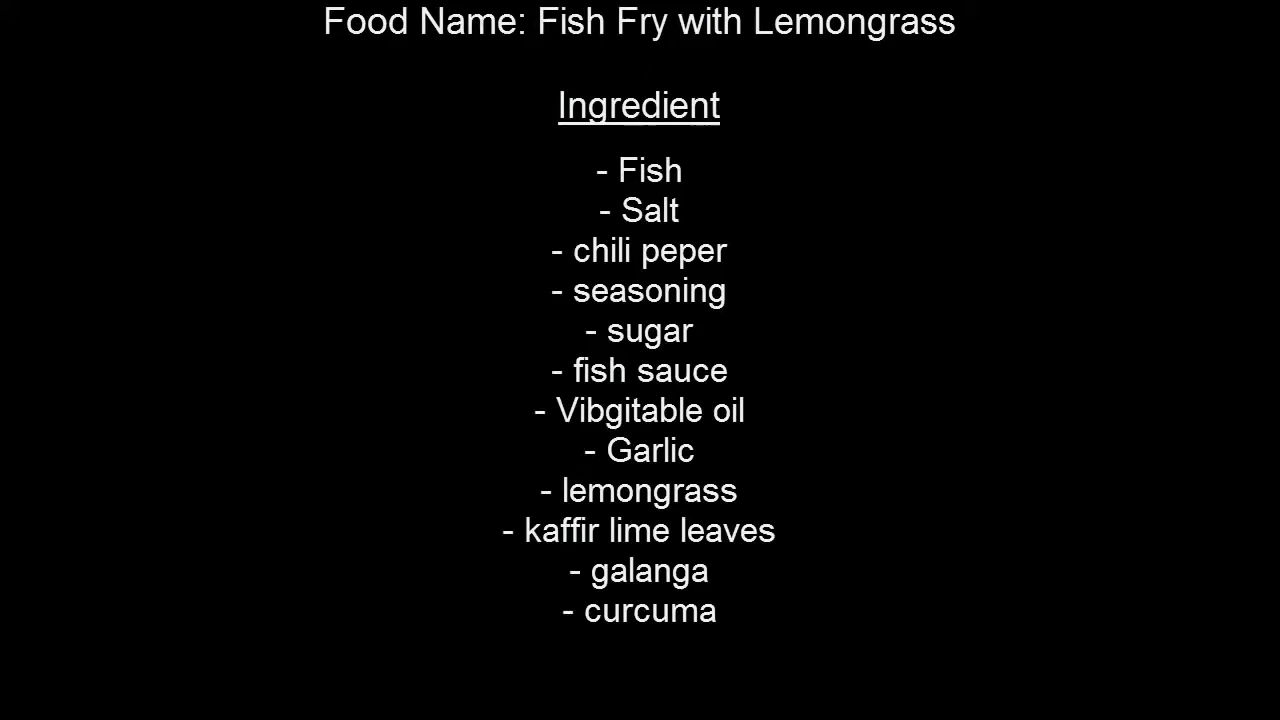 Food Name: Fish Fry with Lemongrass
Ingredient
- Fish
- Salt
- chili peper
- seasoning
- sugar
- fish sauce
- Vibgitable oil
- Garlic
- lemongrass
- kaffir lime leaves
- galanga
- curcuma